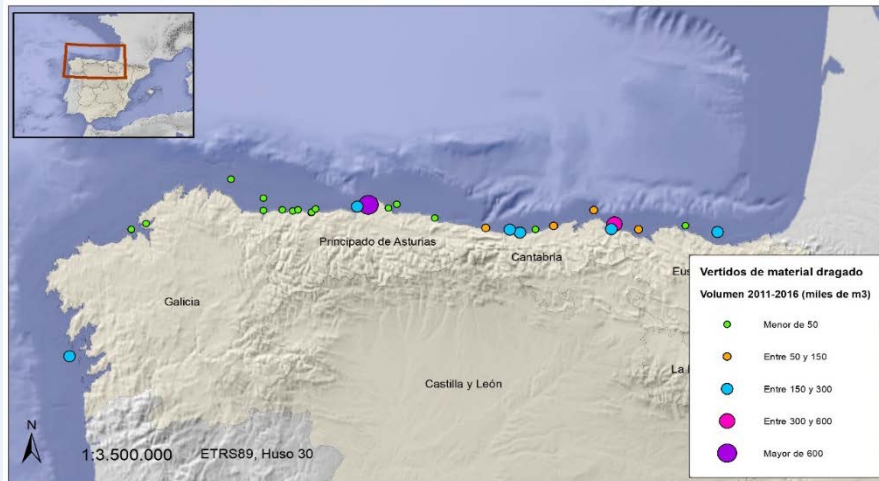 Principado de Asturias
Cantabria
Galicia
Castilla y León
Vertidos de material dragado
Volumen 2011-2016 (miles de m3)
Menor de 50
Entre 50 y 150
Entre 150 y 300
Entre 300 y 600
Mayor de 600
N
1:3.500.000
ETRS89, Huso 30